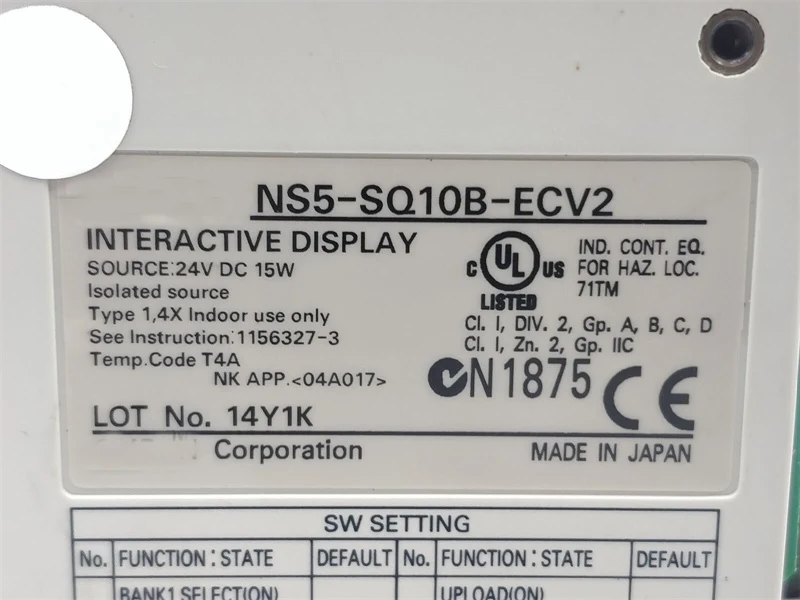 NS5-SQ10B-ECV2
INTERACTIVE DISPLAY
SOURCE:24V DC 15W
Isolated source
Type 1,4X Indoor use only
See Instruction:1156327-3
Temp.Code T4A
NK APP.<04A017>
LOT No. 14Y1K
Corporation
C UL US
LISTED
IND. CONT. EQ.
FOR HAZ. LOC.
71TM
Cl. I, DIV. 2, Gp. A, B, C, D
Cl. I, Zn. 2, Gp. IIC
N1875 CE
MADE IN JAPAN
SW SETTING
No. FUNCTION:STATE DEFAULT No. FUNCTION:STATE DEFAULT
BANK1 SELECTION) UPLOAD(ON)